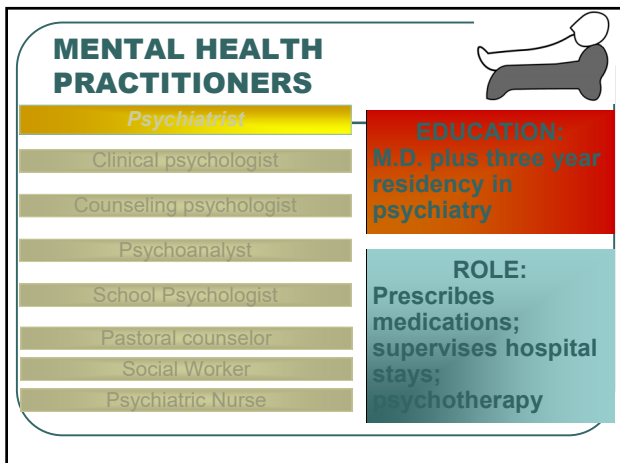 MENTAL HEALTH
PRACTITIONERS
Psychiatrist
Clinical psychologist
Counseling psychologist
Psychoanalyst
School Psychologist
Pastoral counselor
Social Worker
Psychiatric Nurse
EDUCATION:
M.D. plus three year
residency in
psychiatry
ROLE:
Prescribes
medications;
supervises hospital
stays;
psychotherapy